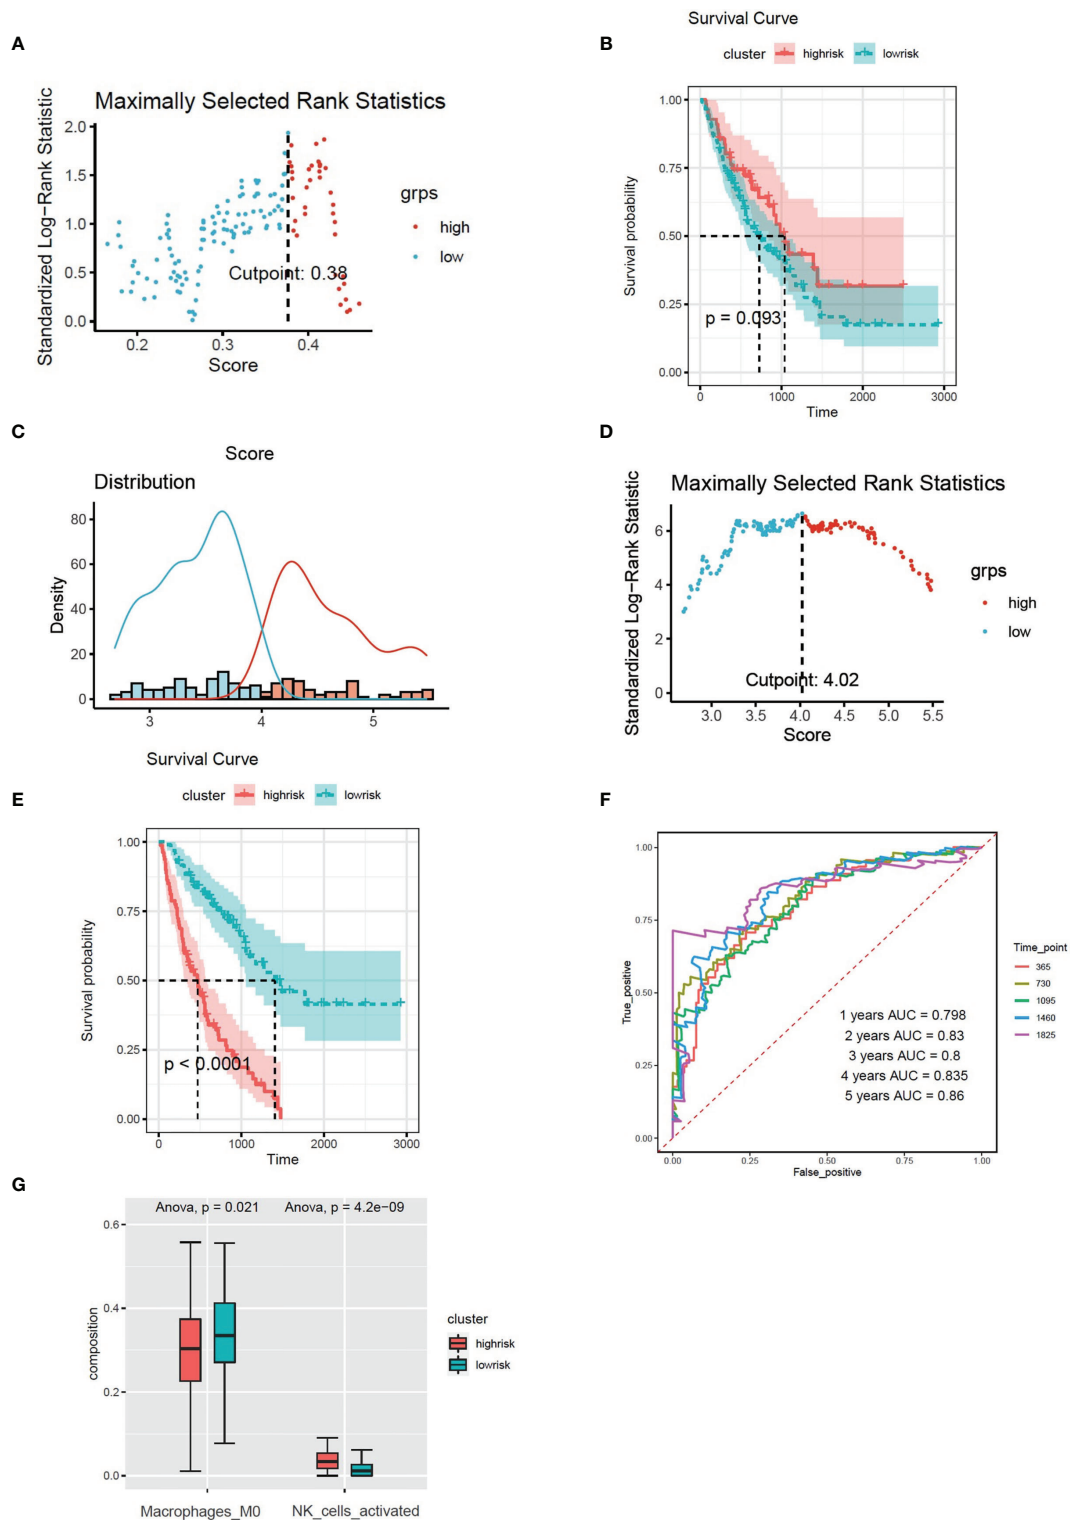 A
Maximally Selected Rank Statistics
Standardized Log-Rank Statistic
2.0
1.5
1.0
0.5
0.0
Cutpoint: 0.38
0.2
0.3
0.4
Score
grps
high
low
B
Survival Curve
cluster
highrisk
lowrisk
Survival probability
1.00
0.75
0.50
0.25
0.00
p = 0.093
0
1000
2000
3000
Time
C
Score
Distribution
Density
80
60
40
20
0
3
4
5
D
Maximally Selected Rank Statistics
Standardized Log-Rank Statistic
6
4
2
0
Cutpoint: 4.02
3.0
3.5
4.0
4.5
5.0
5.5
Score
grps
high
low
E
Survival Curve
cluster
highrisk
lowrisk
Survival probability
1.00
0.75
0.50
0.25
0.00
p < 0.0001
0
1000
2000
3000
Time
F
True_positive
1.00
0.75
0.50
0.25
0.00
1 years AUC = 0.798
2 years AUC = 0.83
3 years AUC = 0.8
4 years AUC = 0.835
5 years AUC = 0.86
0.00
0.25
0.50
0.75
1.00
False_positive
Time_point
365
730
1095
1460
1825
G
Anova, p = 0.021
Anova, p = 4.2e-09
composition
0.6
0.4
0.2
0.0
Macrophages_M0
NK_cells_activated
cluster
highrisk
lowrisk